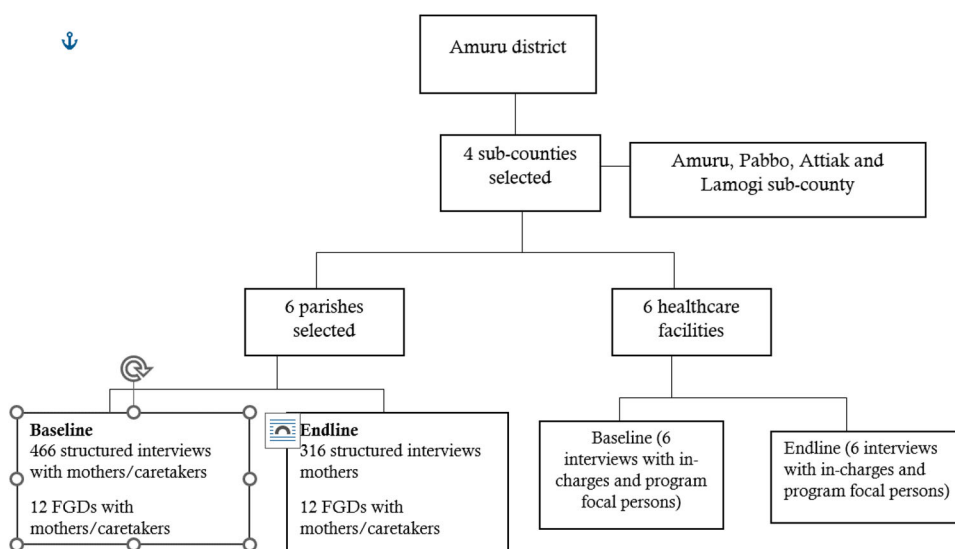 Amuru district
4 sub-counties
selected
Amuru, Pabbo, Attiak and
Lamogi sub-county
6 parishes
selected
6 healthcare
facilities
Baseline
466 structured interviews
with mothers/caretakers
12 FGDs with
mothers/caretakers
Endline
316 structured interviews
mothers
12 FGDs with
mothers/caretakers
Baseline (6
interviews with in-
charges and program
focal persons)
Endline (6 interviews
with in-charges and
program focal persons)